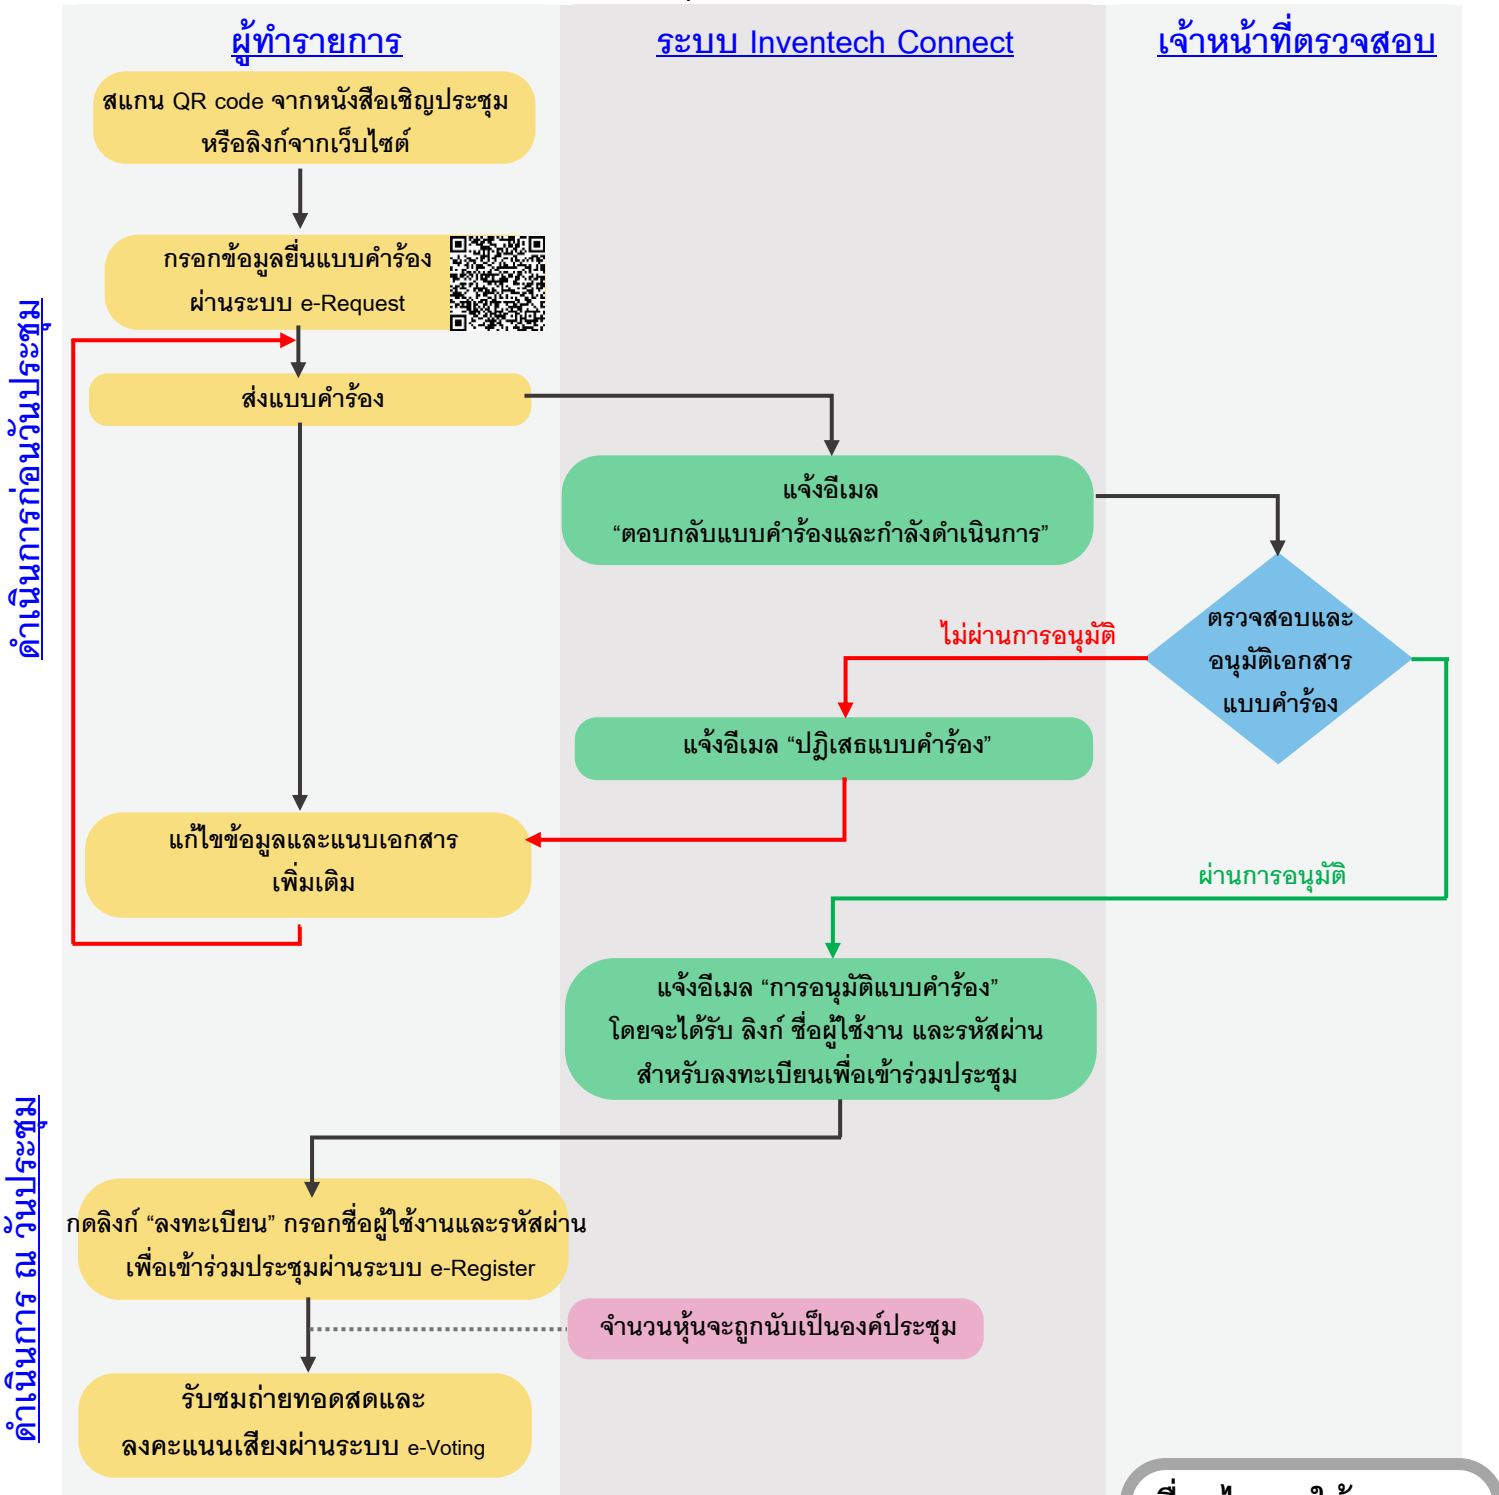 ผู้ทำรายการ
ระบบ Inventech Connect
เจ้าหน้าที่ตรวจสอบ
ดำเนินการก่อนวันประชุม
สแกน QR code จากหนังสือเชิญประชุม
หรือลิงก์จากเว็บไซต์
กรอกข้อมูลยื่นแบบคำร้อง
ผ่านระบบ e-Request
ส่งแบบคำร้อง
แจ้งอีเมล
“ตอบกลับแบบคำร้องและกำลังดำเนินการ”
ตรวจสอบและ
อนุมัติเอกสาร
แบบคำร้อง
ไม่ผ่านการอนุมัติ
แจ้งอีเมล “ปฏิเสธแบบคำร้อง”
แก้ไขข้อมูลและแนบเอกสาร
เพิ่มเติม
ผ่านการอนุมัติ
แจ้งอีเมล “การอนุมัติแบบคำร้อง”
โดยจะได้รับ ลิงก์ ชื่อผู้ใช้งาน และรหัสผ่าน
สำหรับลงทะเบียนเพื่อเข้าร่วมประชุม
ดำเนินการ ณ วันประชุม
กดลิงก์ “ลงทะเบียน” กรอกชื่อผู้ใช้งานและรหัสผ่าน
เพื่อเข้าร่วมประชุมผ่านระบบ e-Register
จำนวนหุ้นจะถูกนับเป็นองค์ประชุม
รับชมถ่ายทอดสดและ
ลงคะแนนเสียงผ่านระบบ e-Voting